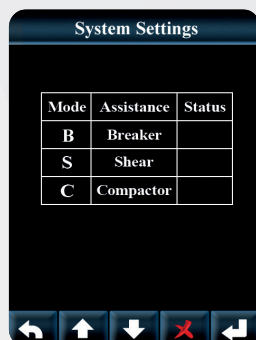 System Settings
Mode Assistance Status
B Breaker
S Shear
C Compactor